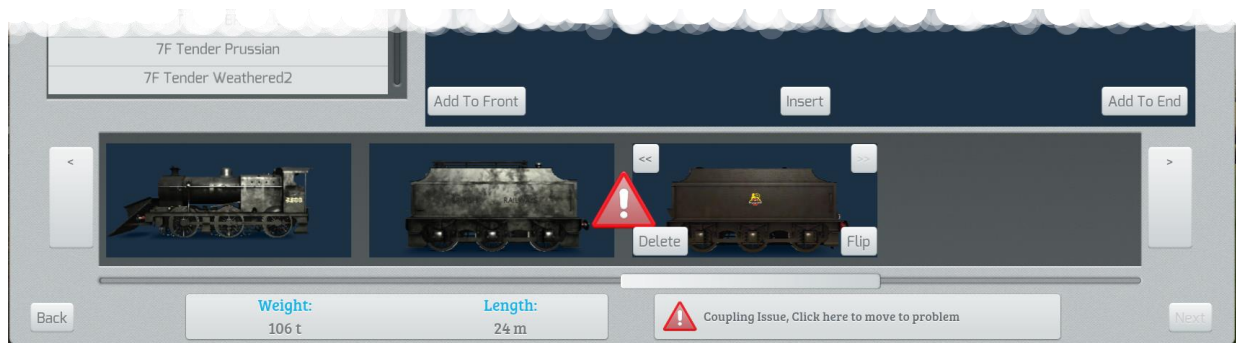 7F Tender Prussian
7F Tender Weathered2
Add To Front
Insert
Add To End
<
<<
>>
>
Delete
Flip
Weight:
Length:
106 t
24 m
Coupling Issue, Click here to move to problem
Back
Next